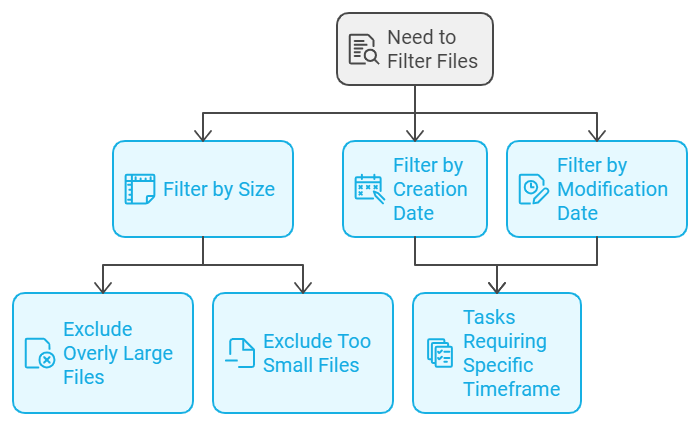 Need to
Filter Files
Filter by Size
Filter by
Creation
Date
Filter by
Modification
Date
Exclude
Overly Large
Files
Exclude Too
Small Files
Tasks
Requiring
Specific
Timeframe